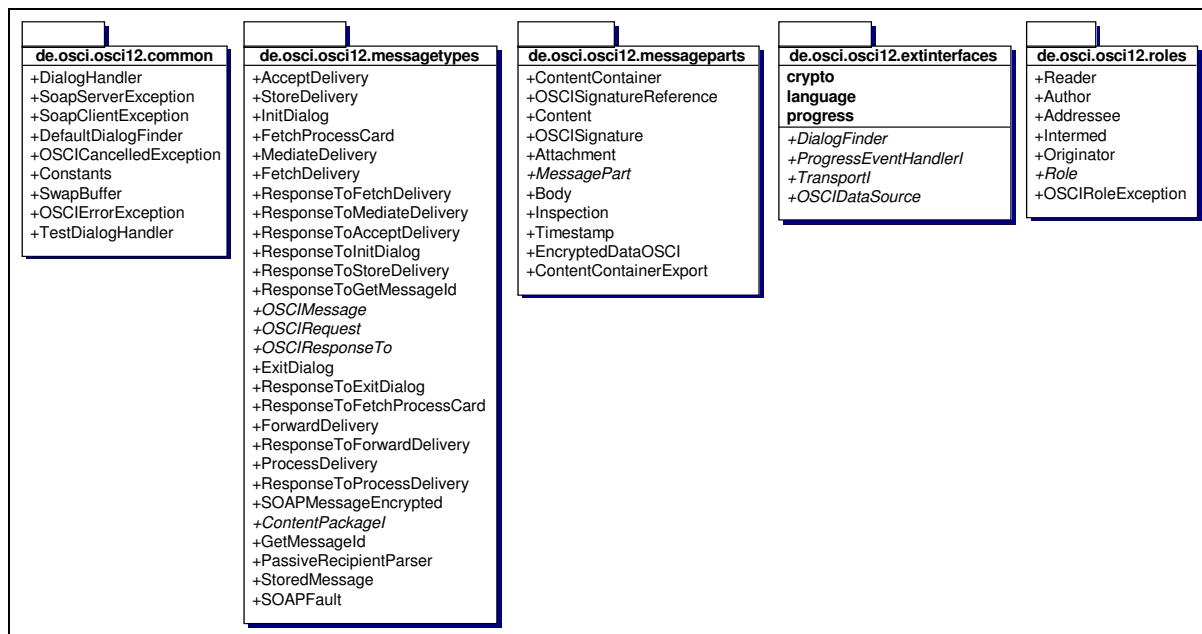 de.osci.osci12.common
+DialogHandler
+SoapServerException
+SoapClientException
+DefaultDialogFinder
+OSCICancelledException
+Constants
+SwapBuffer
+OSCIErrorException
+TestDialogHandler
de.osci.osci12.messagetypes
+AcceptDelivery
+StoreDelivery
+InitDialog
+FetchProcessCard
+MediateDelivery
+FetchDelivery
+ResponseToFetchDelivery
+ResponseToMediateDelivery
+ResponseToAcceptDelivery
+ResponseToInitDialog
+ResponseToStoreDelivery
+ResponseToGetMessageId
+OSCIMessage
+OSCIRequest
+OSCIResponseTo
+ExitDialog
+ResponseToExitDialog
+ResponseToFetchProcessCard
+ForwardDelivery
+ResponseToForwardDelivery
+ProcessDelivery
+ResponseToProcessDelivery
+SOAPMessageEncrypted
+ContentPackageI
+GetMessageId
+PassiveRecipientParser
+StoredMessage
+SOAPFault
de.osci.osci12.messageparts
+ContentContainer
+OSCISignatureReference
+Content
+OSCISignature
+Attachment
+MessagePart
+Body
+Inspection
+Timestamp
+EncryptedDataOSCI
+ContentContainerExport
de.osci.osci12.extinterfaces
crypto
language
progress
+DialogFinder
+ProgressEventHandlerI
+TransportI
+OSCIDataSource
de.osci.osci12.roles
+Reader
+Author
+Addressee
+Intermed
+Originator
+Role
+OSCIRoleException